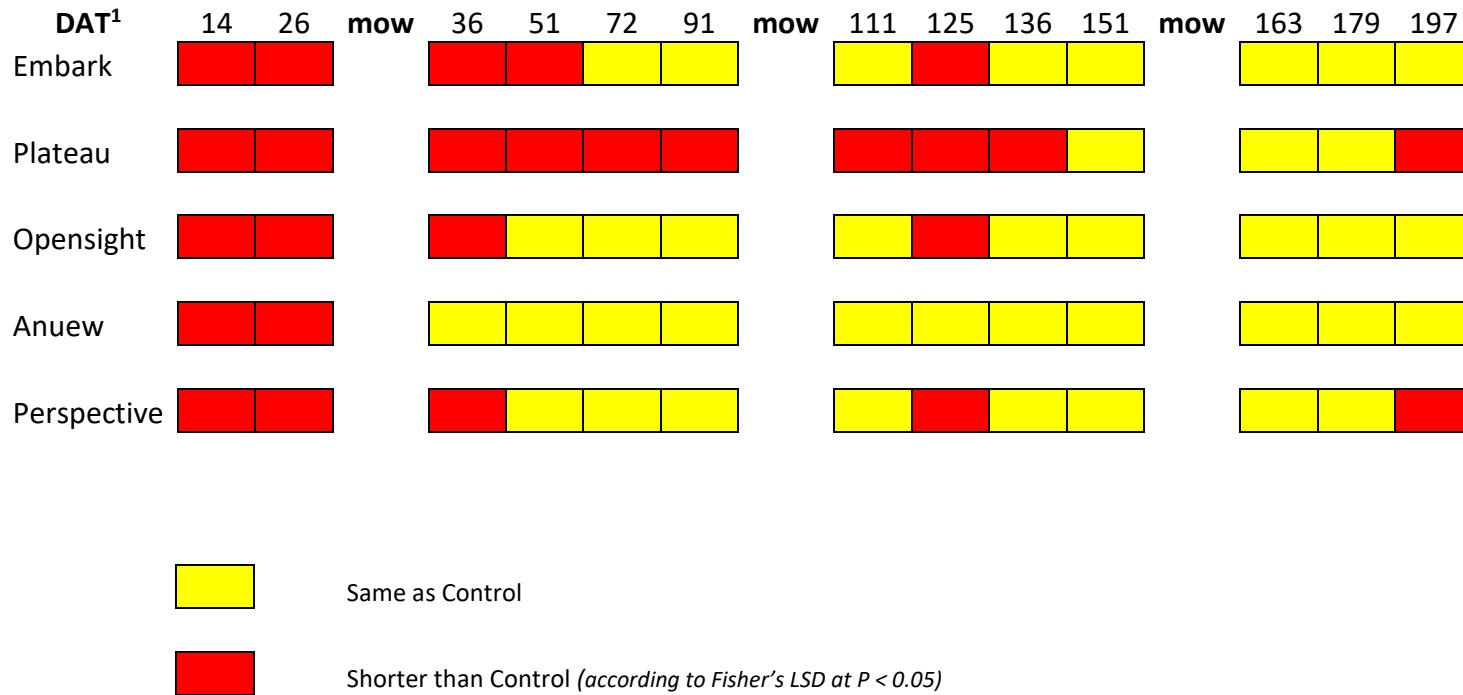 DAT¹ 14 26 mow 36 51 72 91 mow 111 125 136 151 mow 163 179 197
Embark
Plateau
Opensight
Anuew
Perspective
Same as Control
Shorter than Control (according to Fisher’s LSD at P < 0.05)